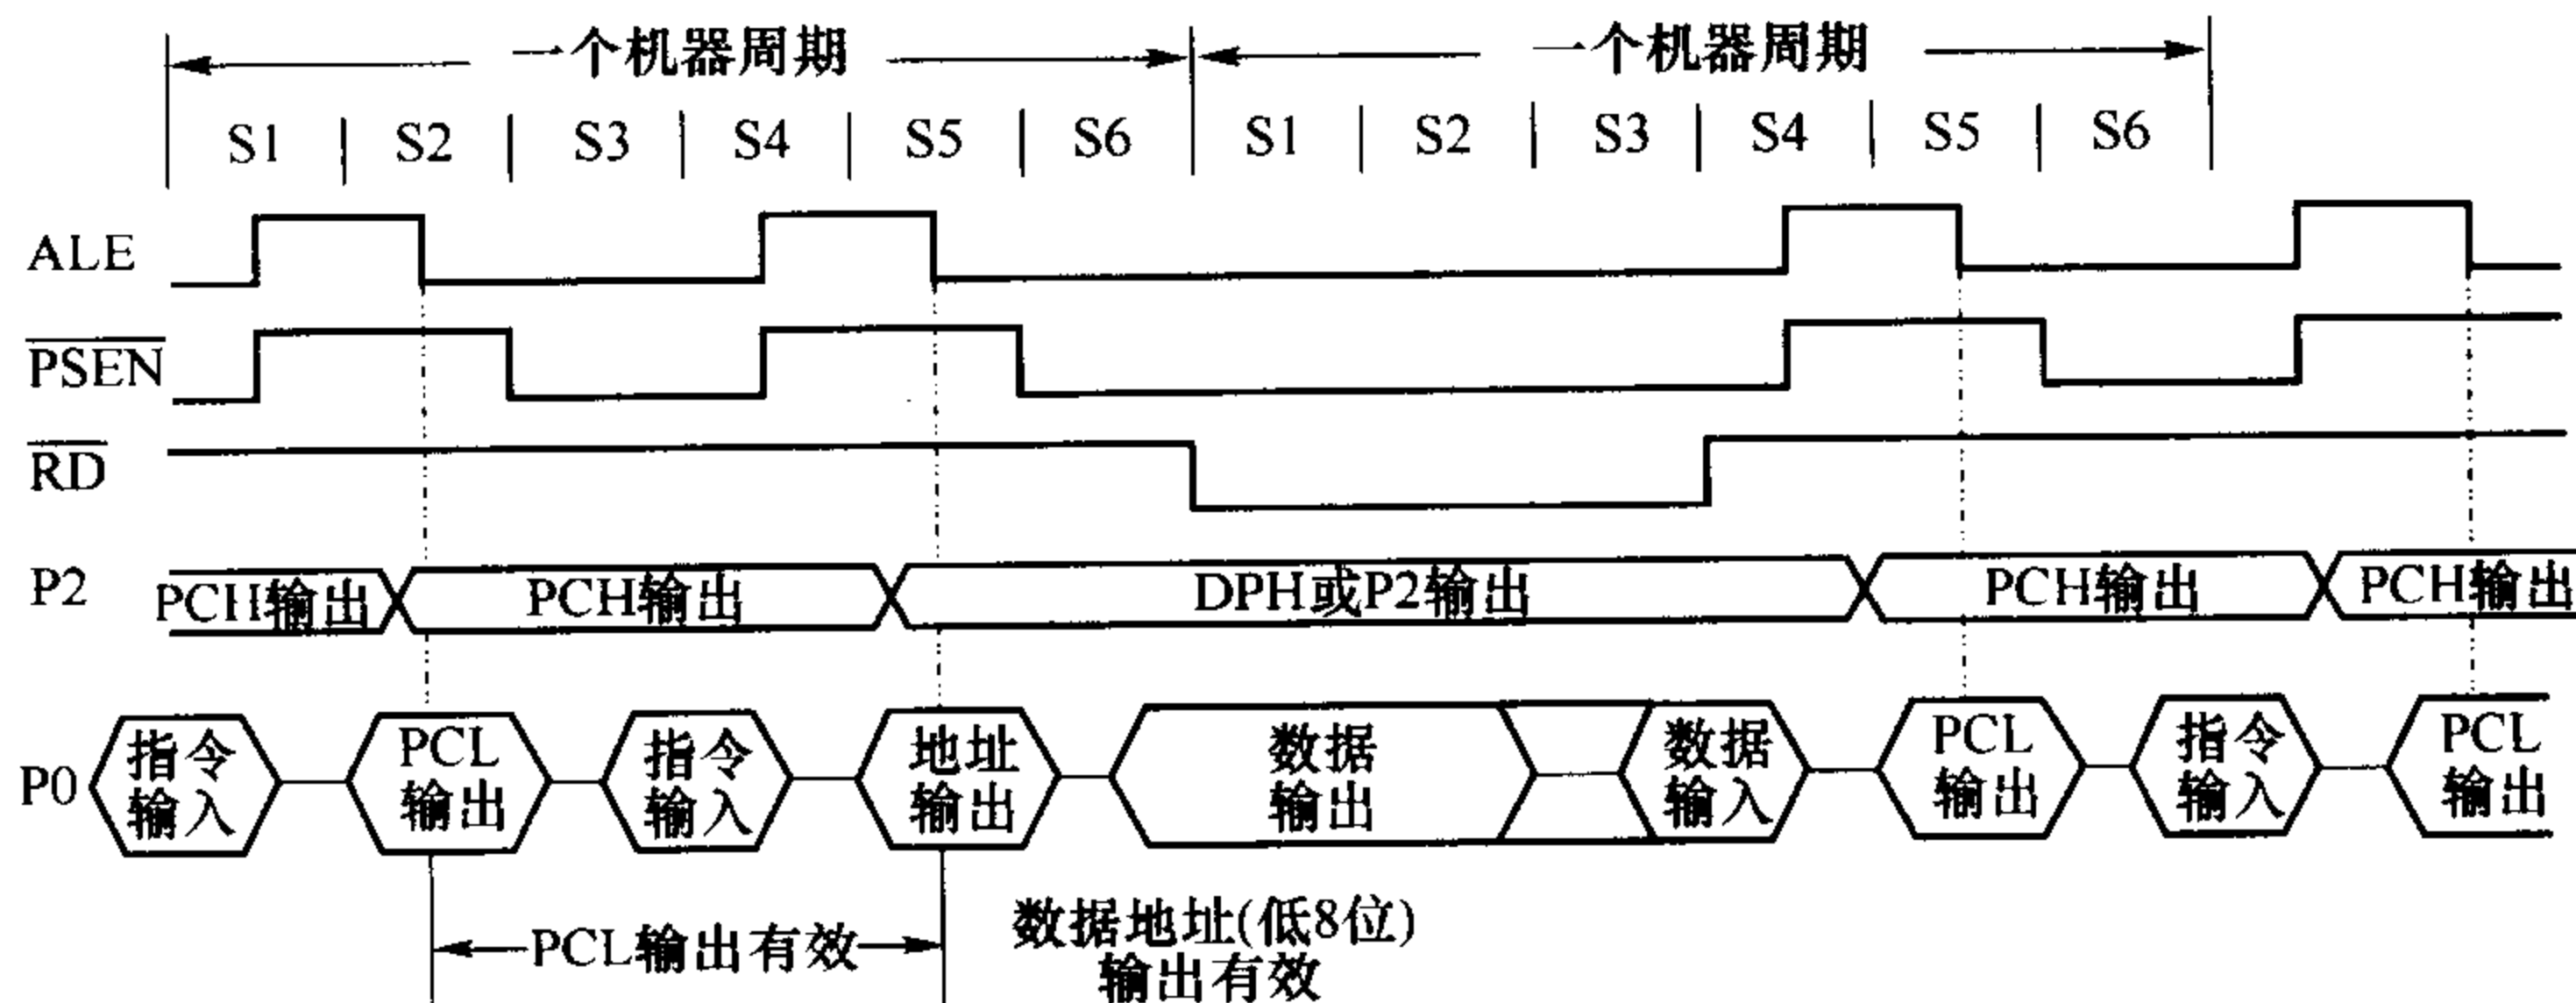 一个机器周期 一个机器周期
S1 S2 S3 S4 S5 S6 S1 S2 S3 S4 S5 S6
ALE
PSEN
RD
P2 PCH输出 PCH输出 DPH或P2输出 PCH输出 PCH输出
指令 PCL 指令 地址 数据 数据 PCL 指令 PCL
P0
输入 输出 输入 输出 输出 输入 输出 输入 输出
PCL输出有效
数据地址(低8位)
输出有效